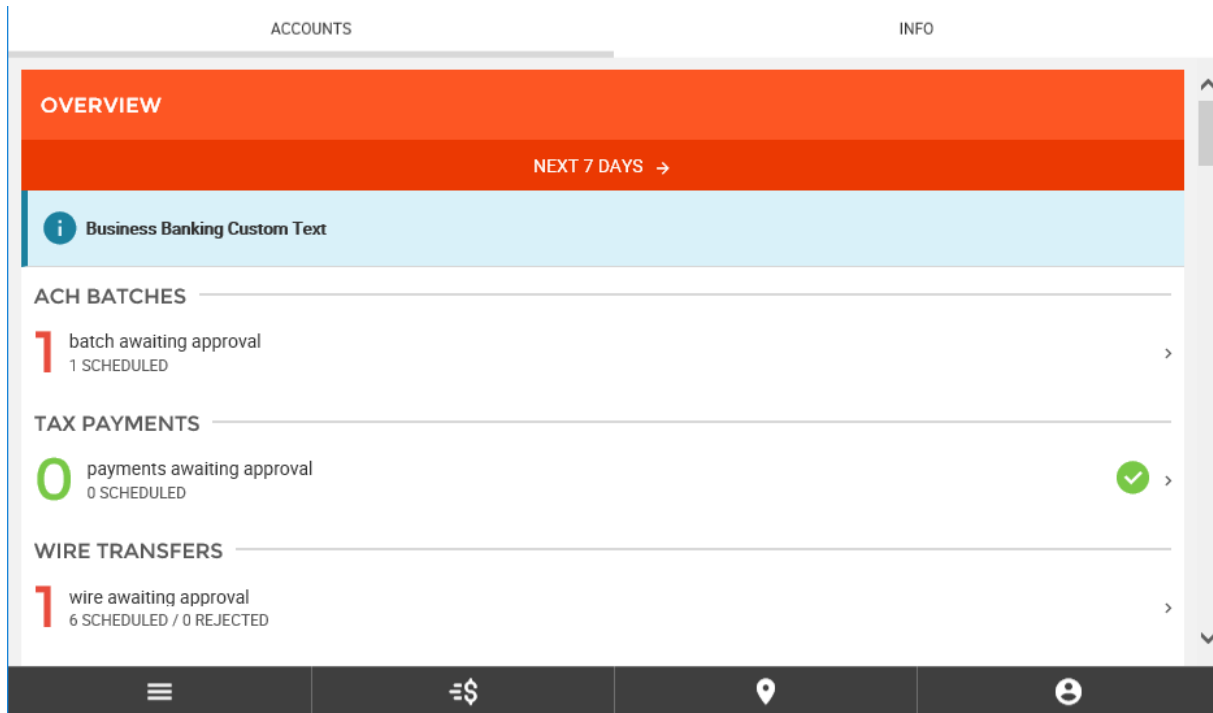 ACCOUNTS
INFO
OVERVIEW
NEXT 7 DAYS →
Business Banking Custom Text
ACH BATCHES
1 batch awaiting approval
1 SCHEDULED
TAX PAYMENTS
0 payments awaiting approval
0 SCHEDULED
WIRE TRANSFERS
1 wire awaiting approval
6 SCHEDULED / 0 REJECTED